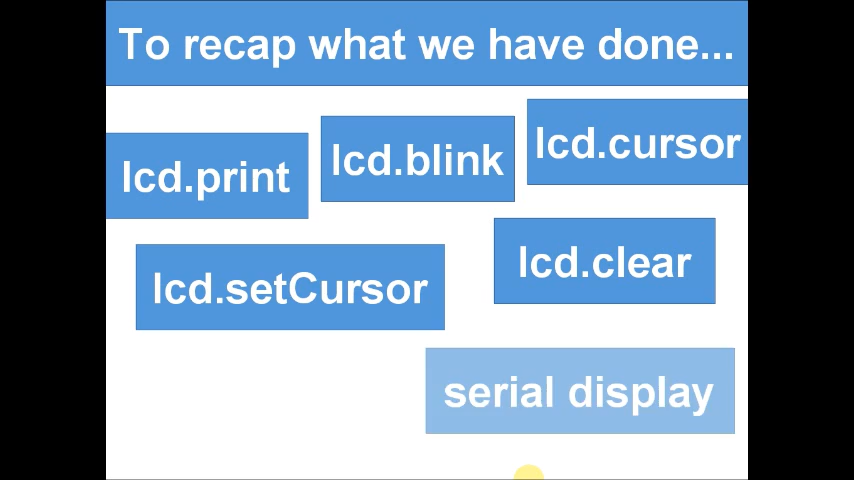 To recap what we have done...
lcd.print
lcd.blink
lcd.cursor
lcd.setCursor
lcd.clear
serial display